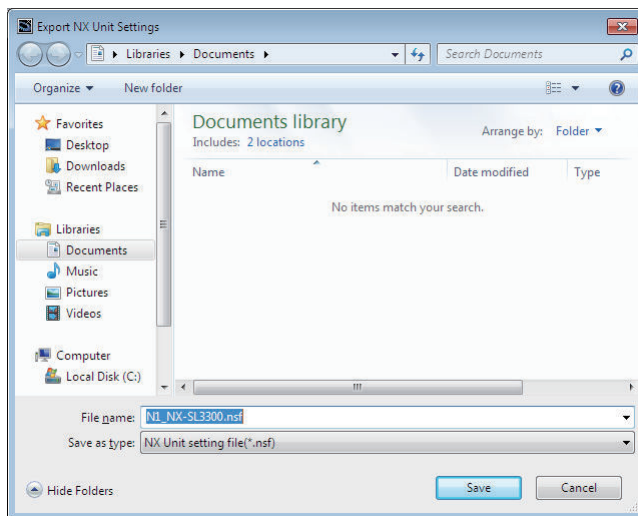 Export NX Unit Settings
Libraries Documents
Search Documents
Organize New folder
Favorites
Desktop
Downloads
Recent Places
Libraries
Documents
Music
Pictures
Videos
Computer
Local Disk (C:)
Documents library
Includes: 2 locations
Arrange by: Folder
Name Date modified Type
No items match your search.
File name: N1_NX-SL3300.nsf
Save as type: NX Unit setting file(*.nsf)
Hide Folders
Save Cancel